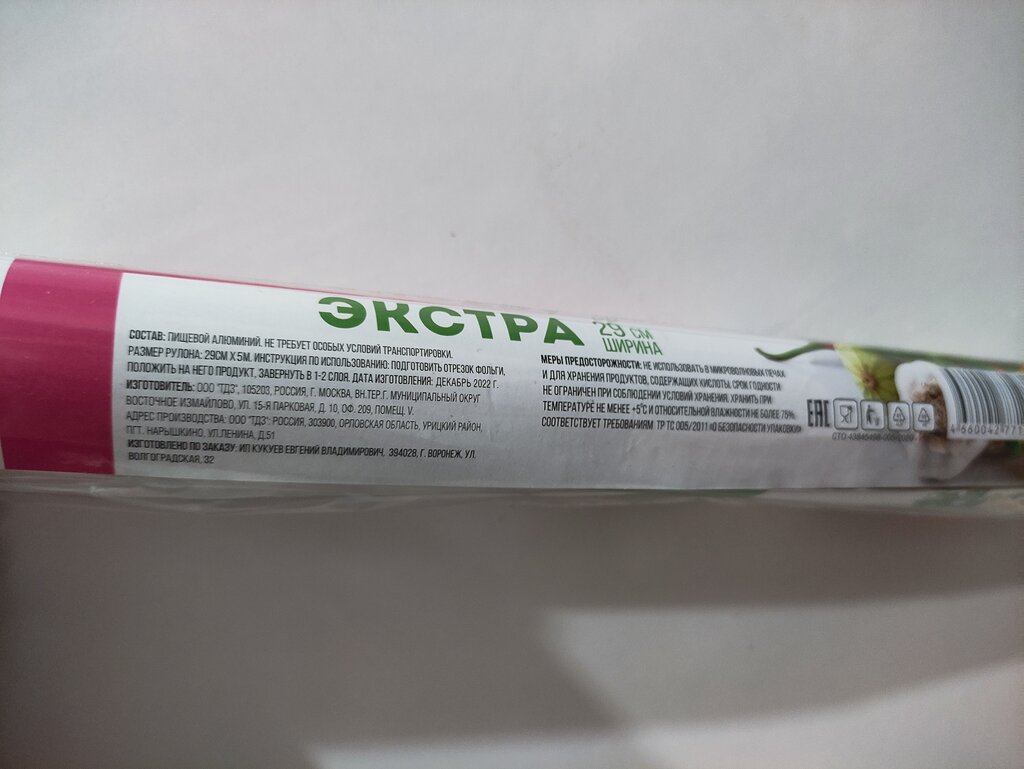 ЭКСТРА
29 СМ
ШИРИНА
СОСТАВ: ПИЩЕВОЙ АЛЮМИНИЙ. НЕ ТРЕБУЕТ ОСОБЫХ УСЛОВИЙ ТРАНСПОРТИРОВКИ.
РАЗМЕР РУЛОНА: 29СМ Х 5М. ИНСТРУКЦИЯ ПО ИСПОЛЬЗОВАНИЮ: ПОДГОТОВИТЬ ОТРЕЗОК ФОЛЬГИ,
ПОЛОЖИТЬ НА НЕГО ПРОДУКТ, ЗАВЕРНУТЬ В 1-2 СЛОЯ. ДАТА ИЗГОТОВЛЕНИЯ: ДЕКАБРЬ 2022 Г.
ИЗГОТОВИТЕЛЬ: ООО "ТДЗ", 105203, РОССИЯ, Г. МОСКВА, ВН.ТЕР.Г. МУНИЦИПАЛЬНЫЙ ОКРУГ
ВОСТОЧНОЕ ИЗМАЙЛОВО, УЛ. 15-Я ПАРКОВАЯ, Д. 10, ОФ. 209, ПОМЕЩ. V.
АДРЕС ПРОИЗВОДСТВА: ООО "ТДЗ": РОССИЯ, 303900, ОРЛОВСКАЯ ОБЛАСТЬ, УРИЦКИЙ РАЙОН,
ПГТ. НАРЫШКИНО, УЛ.ЛЕНИНА, Д.51
ИЗГОТОВЛЕНО ПО ЗАКАЗУ: ИП КУКУЕВ ЕВГЕНИЙ ВЛАДИМИРОВИЧ, 394028, Г. ВОРОНЕЖ, УЛ.
ВОЛГОГРАДСКАЯ, 32
МЕРЫ ПРЕДОСТОРОЖНОСТИ: НЕ ИСПОЛЬЗОВАТЬ В МИКРОВОЛНОВЫХ ПЕЧАХ
И ДЛЯ ХРАНЕНИЯ ПРОДУКТОВ, СОДЕРЖАЩИХ КИСЛОТЫ. СРОК ГОДНОСТИ
НЕ ОГРАНИЧЕН ПРИ СОБЛЮДЕНИИ УСЛОВИЙ ХРАНЕНИЯ. ХРАНИТЬ ПРИ
ТЕМПЕРАТУРЕ НЕ МЕНЕЕ +5°С И ОТНОСИТЕЛЬНОЙ ВЛАЖНОСТИ НЕ БОЛЕЕ 75%.
СООТВЕТСТВУЕТ ТРЕБОВАНИЯМ ТР ТС 005/2011 «О БЕЗОПАСНОСТИ УПАКОВКИ»
EAC
4 660042 771